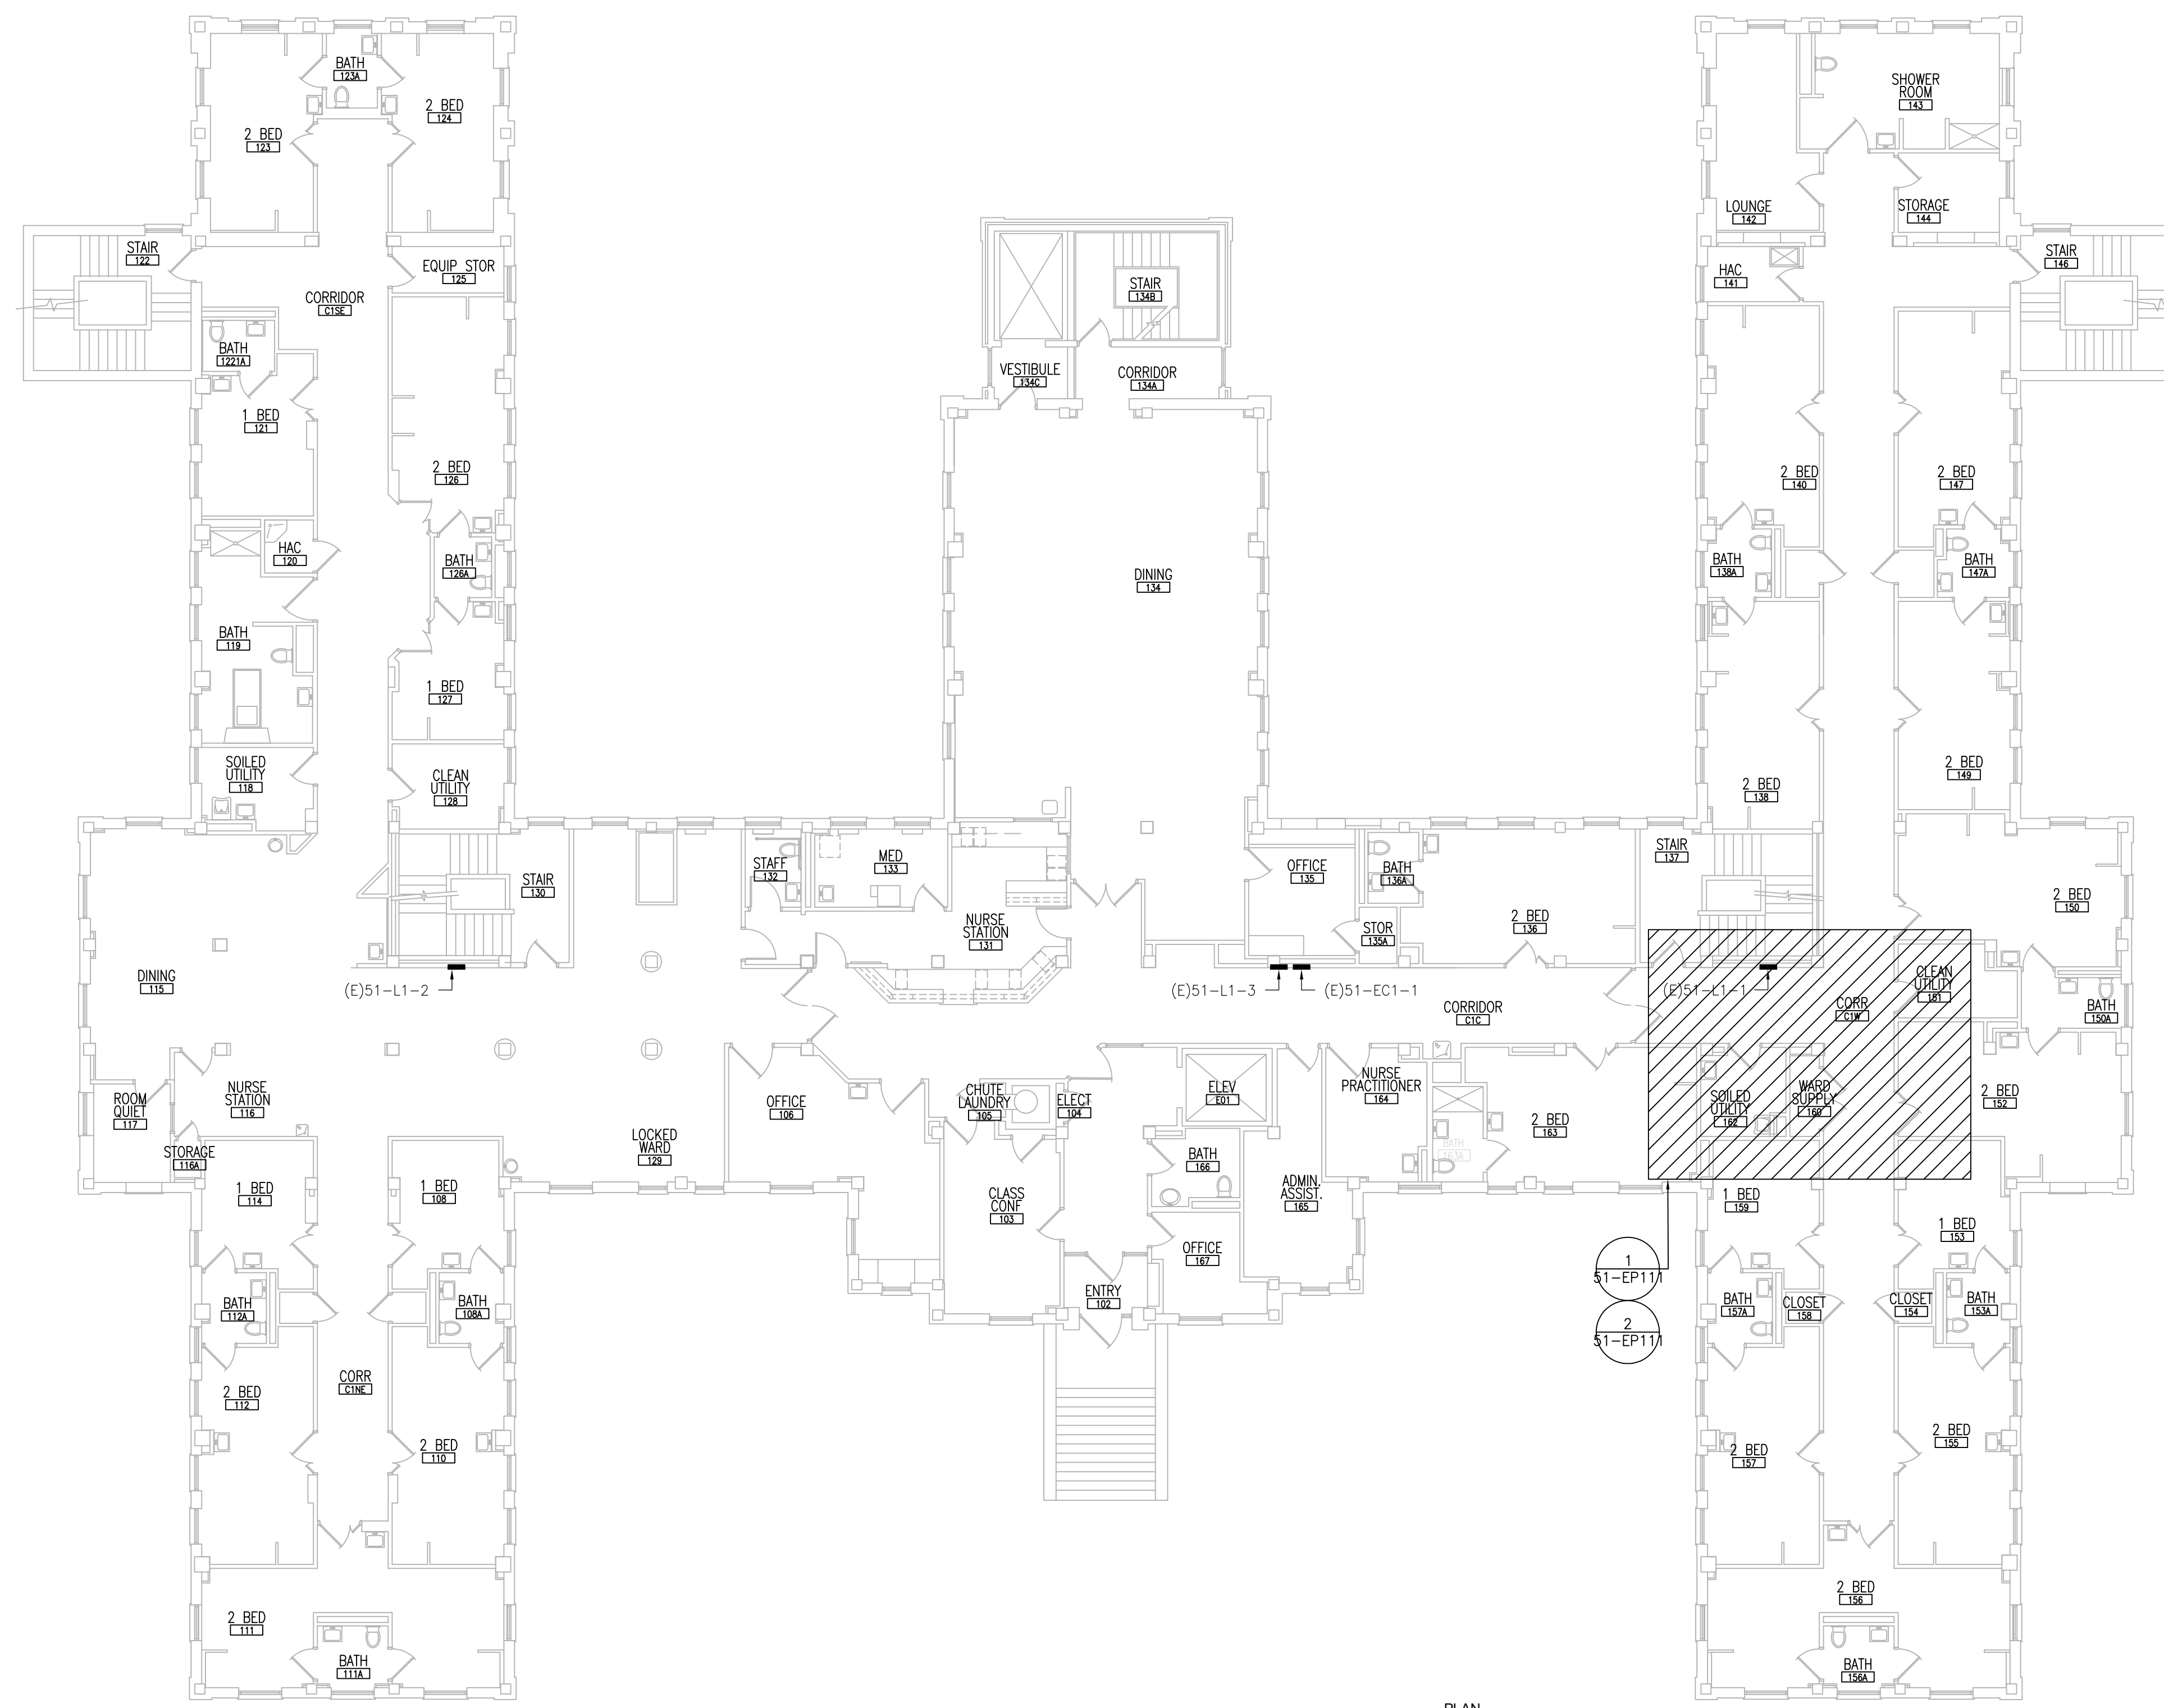 BATH
123A
2 BED
124
2 BED
123
SHOWER
ROOM
143
LOUNGE
142
STORAGE
144
STAIR
122
EQUIP STOR
125
CORRIDOR
C1SE
STAIR
134B
HAC
141
STAIR
146
BATH
1221A
VESTIBULE
134C
CORRIDOR
134A
1 BED
121
2 BED
126
2 BED
140
2 BED
147
HAC
120
BATH
126A
DINING
134
BATH
138A
BATH
147A
BATH
119
1 BED
127
SOILED
UTILITY
118
CLEAN
UTILITY
128
2 BED
138
2 BED
149
STAIR
130
STAFF
132
MED
133
OFFICE
135
BATH
136A
STAIR
137
NURSE
STATION
131
STOR
135A
2 BED
136
2 BED
150
DINING
115
(E)51-L1-2
(E)51-L1-3
(E)51-EC1-1
(E)51-L1-1
CORRIDOR
C1C
CORR
C1W
CLEAN
UTILITY
151
BATH
150A
ROOM
QUIET
117
NURSE
STATION
116
OFFICE
106
CHUTE
LAUNDRY
105
ELECT
104
ELEV
E01
NURSE
PRACTITIONER
164
SOILED
UTILITY
162
WARD
SUPPLY
160
2 BED
152
STORAGE
116A
LOCKED
WARD
129
BATH
166
2 BED
163
BATH
163A
1 BED
114
1 BED
108
CLASS
CONF
103
ADMIN.
ASSIST.
165
1 BED
159
1 BED
153
OFFICE
167
1
51-EP111
2
51-EP111
ENTRY
102
BATH
112A
BATH
108A
BATH
157A
CLOSET
158
CLOSET
154
BATH
153A
CORR
C1NE
2 BED
112
2 BED
110
2 BED
157
2 BED
155
2 BED
111
2 BED
156
BATH
111A
BATH
156A
PLAN